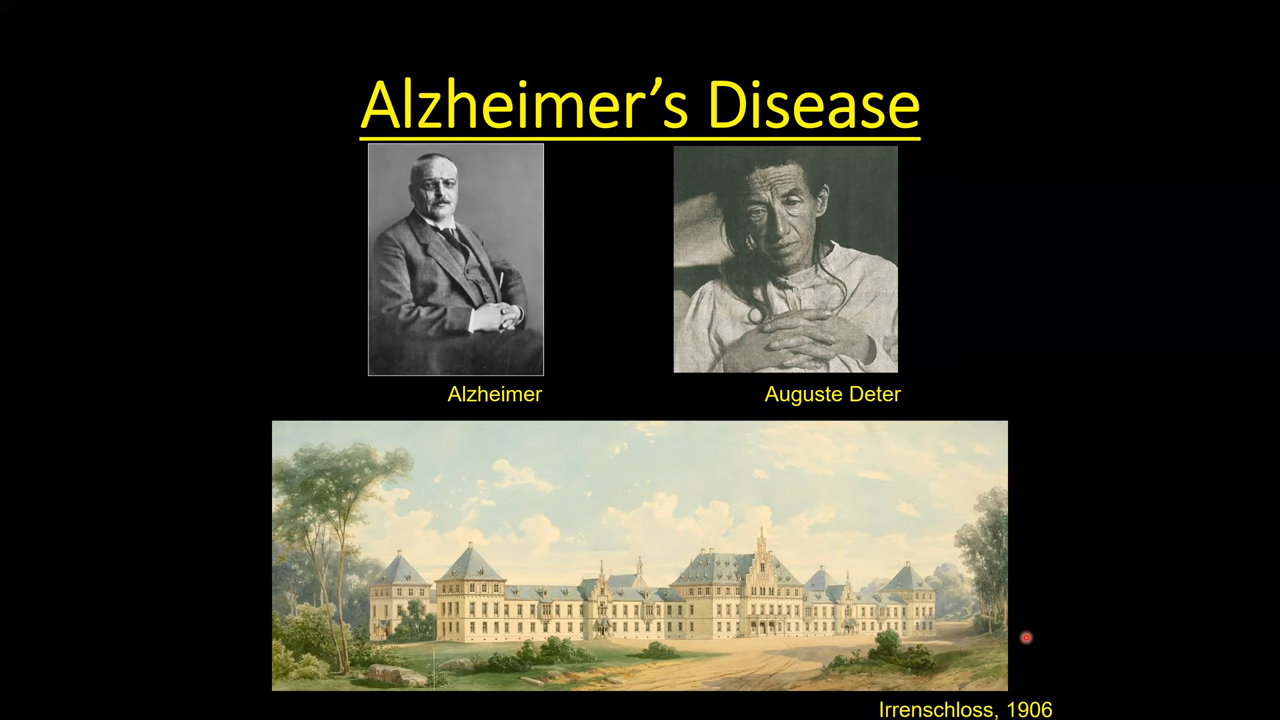 Alzheimer’s Disease
Alzheimer
Auguste Deter
Irrenschloss, 1906